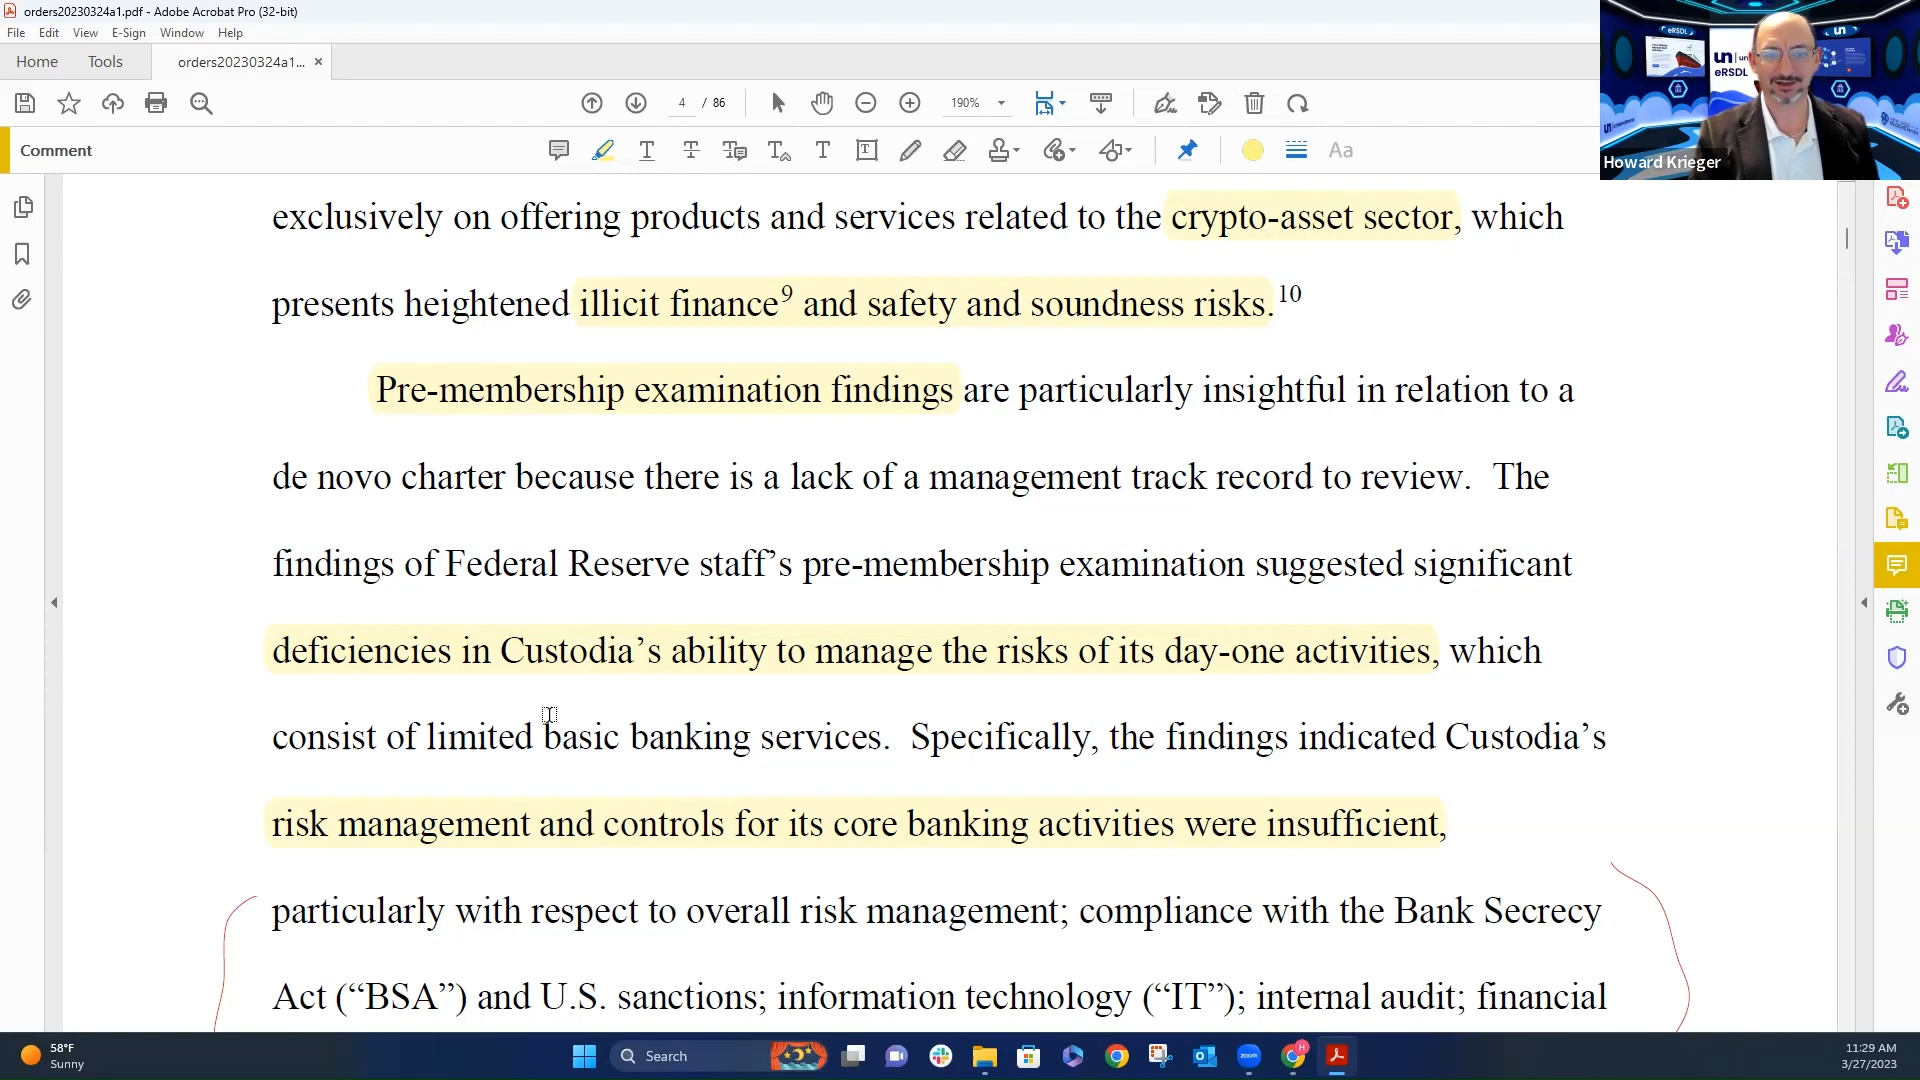 orders20230324a1.pdf - Adobe Acrobat Pro (32-bit)
File Edit View E-Sign Window Help
Home Tools orders20230324a1... ×
4 / 86 190%
Comment
Aa
eRSDL
un
un
eRSDL
Howard Krieger
exclusively on offering products and services related to the crypto-asset sector, which
presents heightened illicit finance⁹ and safety and soundness risks.¹⁰
Pre-membership examination findings are particularly insightful in relation to a
de novo charter because there is a lack of a management track record to review.  The
findings of Federal Reserve staff’s pre-membership examination suggested significant
deficiencies in Custodia’s ability to manage the risks of its day-one activities, which
consist of limited basic banking services.  Specifically, the findings indicated Custodia’s
risk management and controls for its core banking activities were insufficient,
particularly with respect to overall risk management; compliance with the Bank Secrecy
Act (“BSA”) and U.S. sanctions; information technology (“IT”); internal audit; financial
58°F
Sunny
Search
zoom
H
11:29 AM
3/27/2023